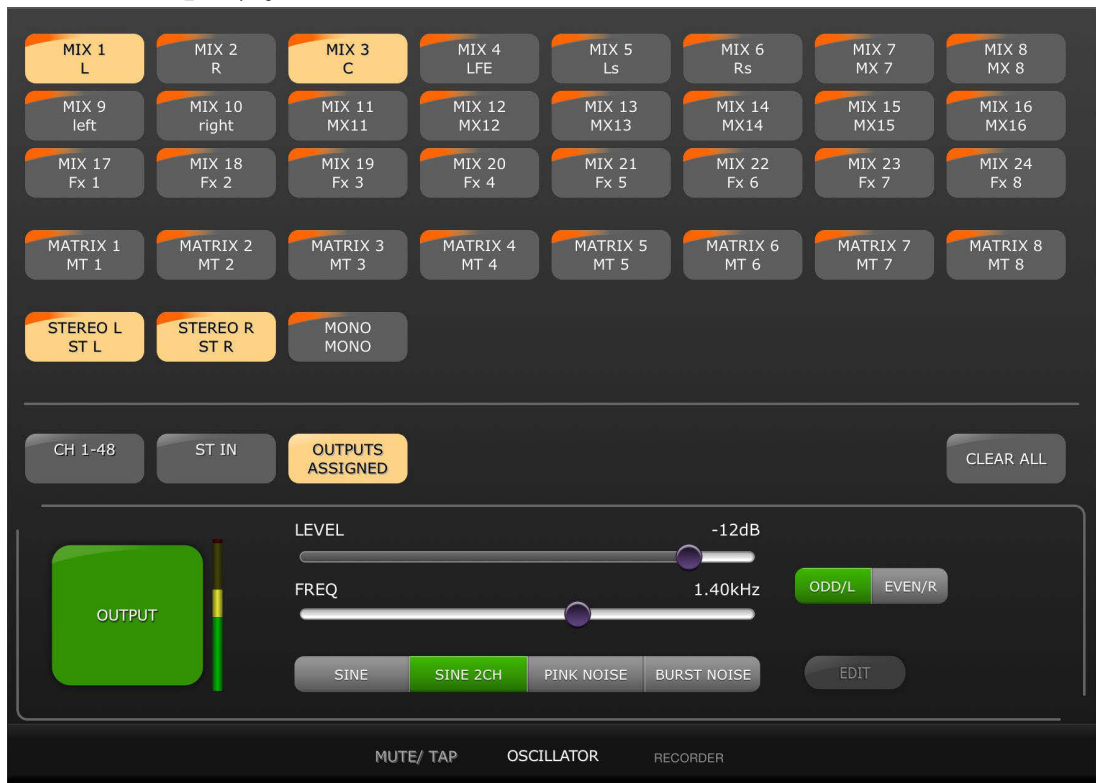 MIX 1 MIX 2 MIX 3 MIX 4 MIX 5 MIX 6 MIX 7 MIX 8
L R C LFE Ls Rs MX 7 MX 8
MIX 9 MIX 10 MIX 11 MIX 12 MIX 13 MIX 14 MIX 15 MIX 16
left right MX11 MX12 MX13 MX14 MX15 MX16
MIX 17 MIX 18 MIX 19 MIX 20 MIX 21 MIX 22 MIX 23 MIX 24
Fx 1 Fx 2 Fx 3 Fx 4 Fx 5 Fx 6 Fx 7 Fx 8
MATRIX 1 MATRIX 2 MATRIX 3 MATRIX 4 MATRIX 5 MATRIX 6 MATRIX 7 MATRIX 8
MT 1 MT 2 MT 3 MT 4 MT 5 MT 6 MT 7 MT 8
STEREO L STEREO R MONO
ST L ST R MONO
CH 1-48 ST IN OUTPUTS ASSIGNED CLEAR ALL
LEVEL -12dB
FREQ 1.40kHz
ODD/L EVEN/R
OUTPUT
SINE SINE 2CH PINK NOISE BURST NOISE EDIT
MUTE/ TAP OSCILLATOR RECORDER